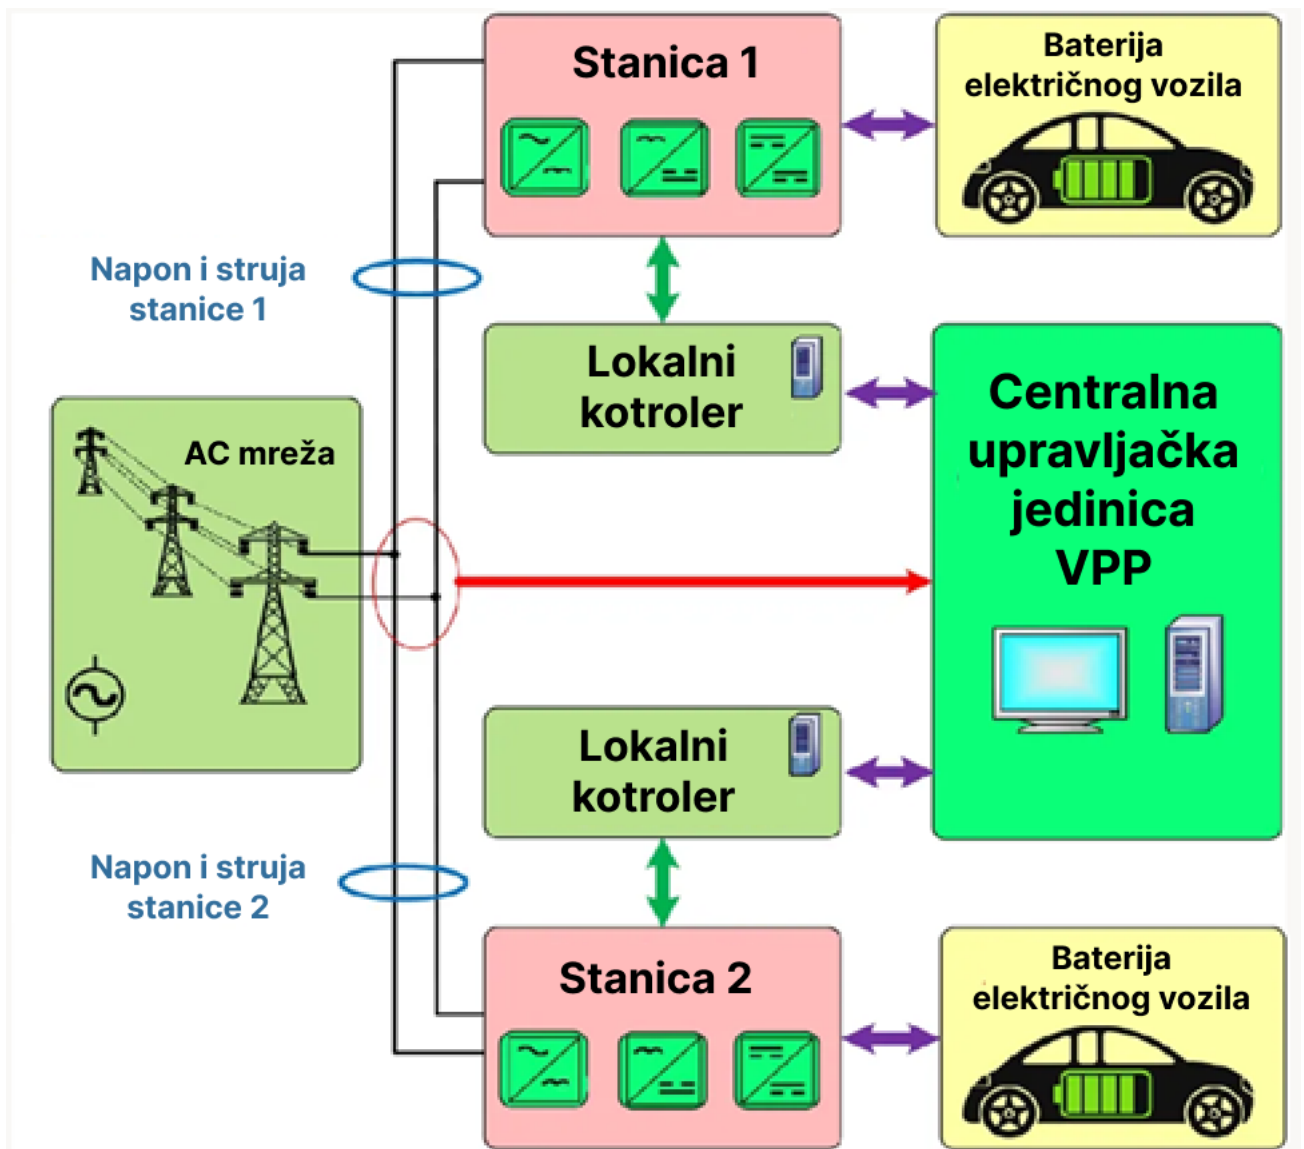 Stanica 1
Baterija
električnog vozila
Napon i struja
stanice 1
Lokalni
kotroler
Centralna
upravljačka
jedinica
VPP
AC mreža
Lokalni
kotroler
Napon i struja
stanice 2
Stanica 2
Baterija
električnog vozila